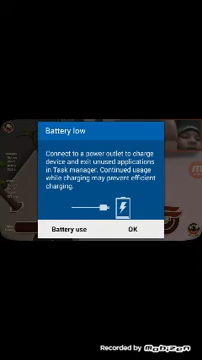 Battery low
Connect to a power outlet to charge
device and exit unused applications
in Task manager. Continued usage
while charging may prevent efficient
charging.
Battery use OK
Recorded by Mobizen